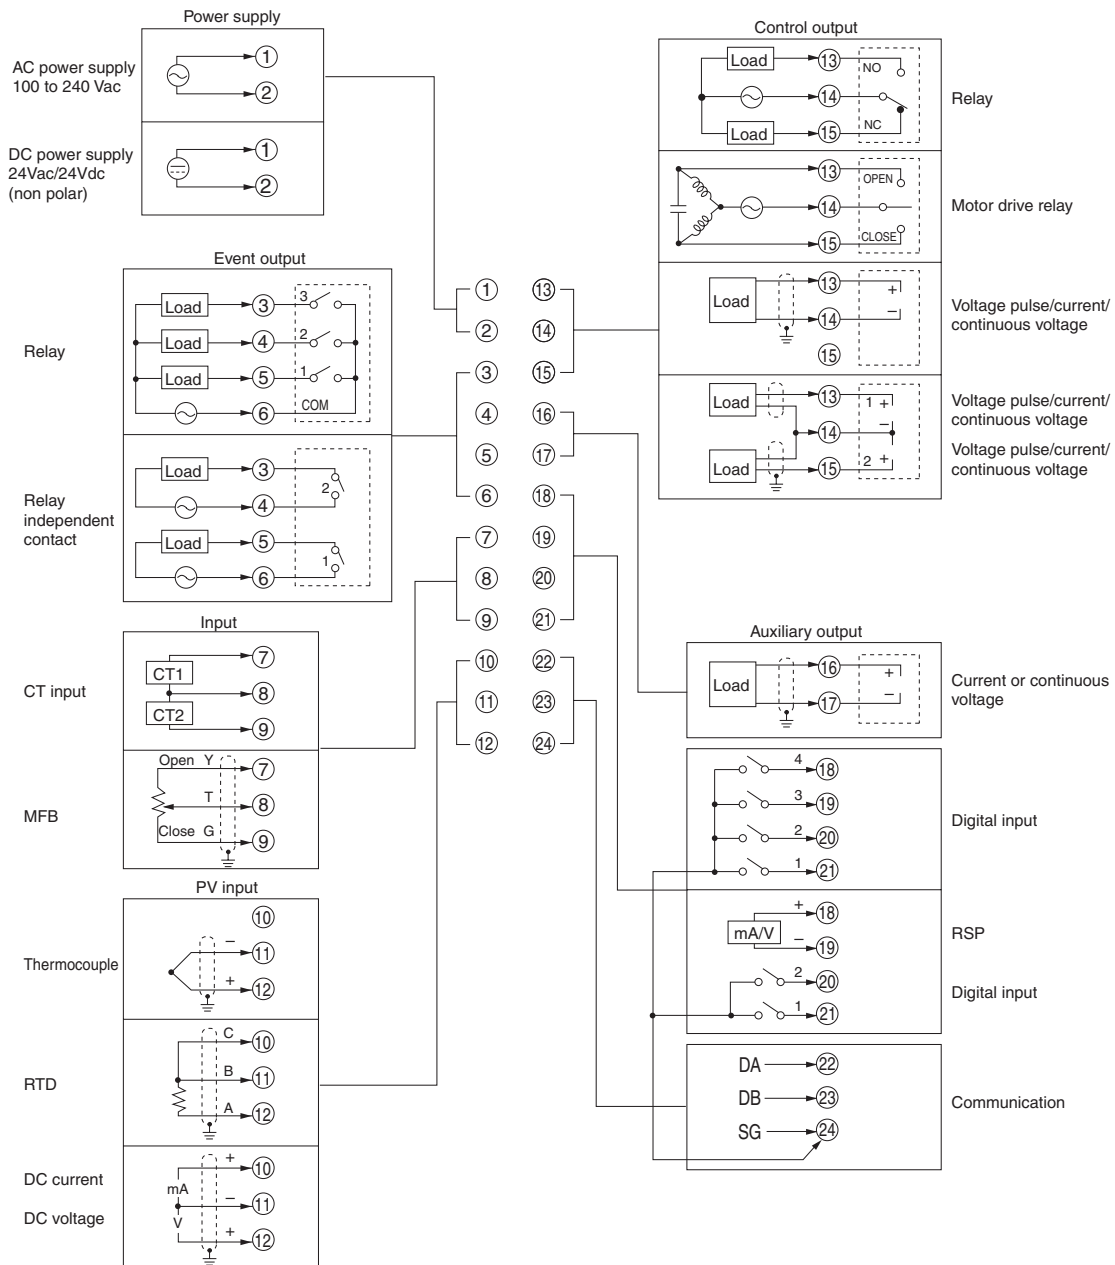 Power supply
AC power supply
100 to 240 Vac
1
2
DC power supply
24Vac/24Vdc
(non polar)
1
2
Event output
Relay
Load 3 3
Load 4 2
Load 5 1
6 COM
Relay
independent
contact
Load 3
2
4
Load 5
1
6
Input
CT input
CT1
CT2
7
8
9
MFB
Open Y 7
T 8
Close G 9
PV input
Thermocouple
10
– 11
+ 12
RTD
C 10
B 11
A 12
DC current
DC voltage
mA
V
+ 10
– 11
+ 12
1 13
2 14
3 15
4 16
5 17
6 18
7 19
8 20
9 21
10 22
11 23
12 24
Control output
Load 13 NO
14
Load 15 NC
Relay
13 OPEN
14
15 CLOSE
Motor drive relay
Load
13 +
14 –
15
Voltage pulse/current/
continuous voltage
Load 13 1 +
14 –
Load 15 2 +
Voltage pulse/current/
continuous voltage
Voltage pulse/current/
continuous voltage
Auxiliary output
Load
16 +
17 –
Current or continuous
voltage
4 18
3 19
2 20
1 21
Digital input
mA/V
+ 18
– 19
RSP
2 20
1 21
Digital input
DA 22
DB 23
SG 24
Communication